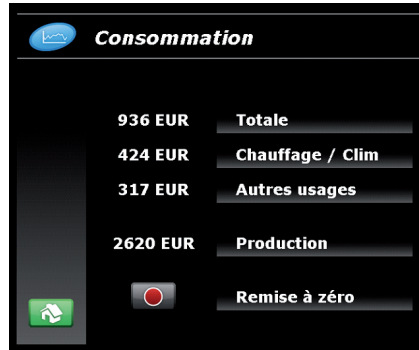 Consommation
936 EUR Totale
424 EUR Chauffage / Clim
317 EUR Autres usages
2620 EUR Production
Remise à zéro